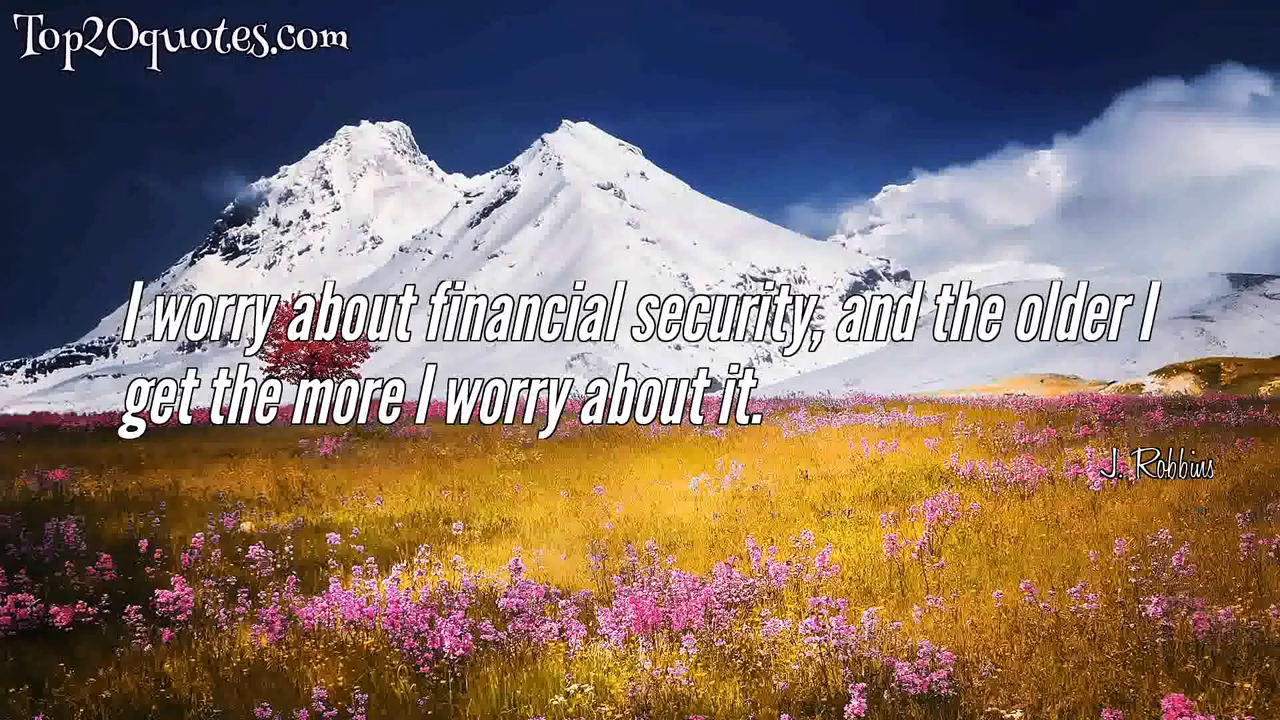 Top20quotes.com
I worry about financial security, and the older I
get the more I worry about it.
J. Robbins